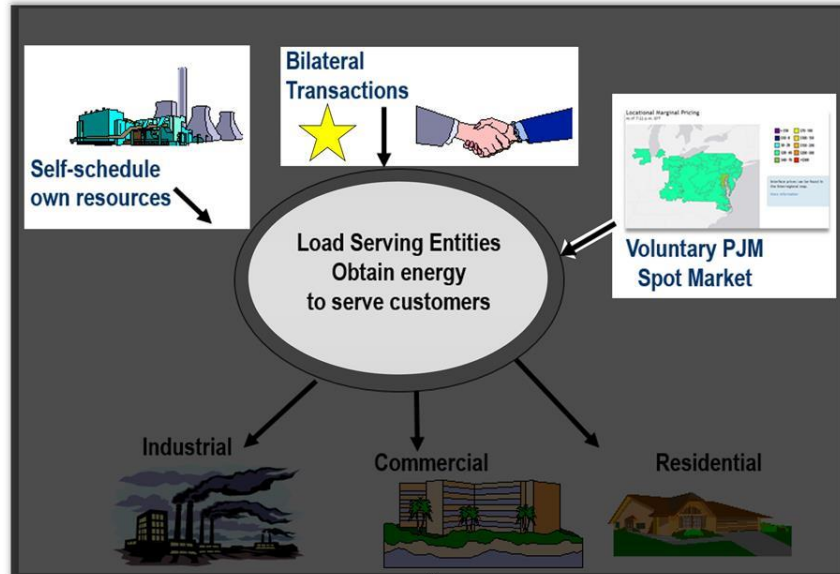 Bilateral
Transactions
Self-schedule
own resources
Locational Marginal Pricing
Voluntary PJM
Spot Market
Load Serving Entities
Obtain energy
to serve customers
Industrial
Commercial
Residential